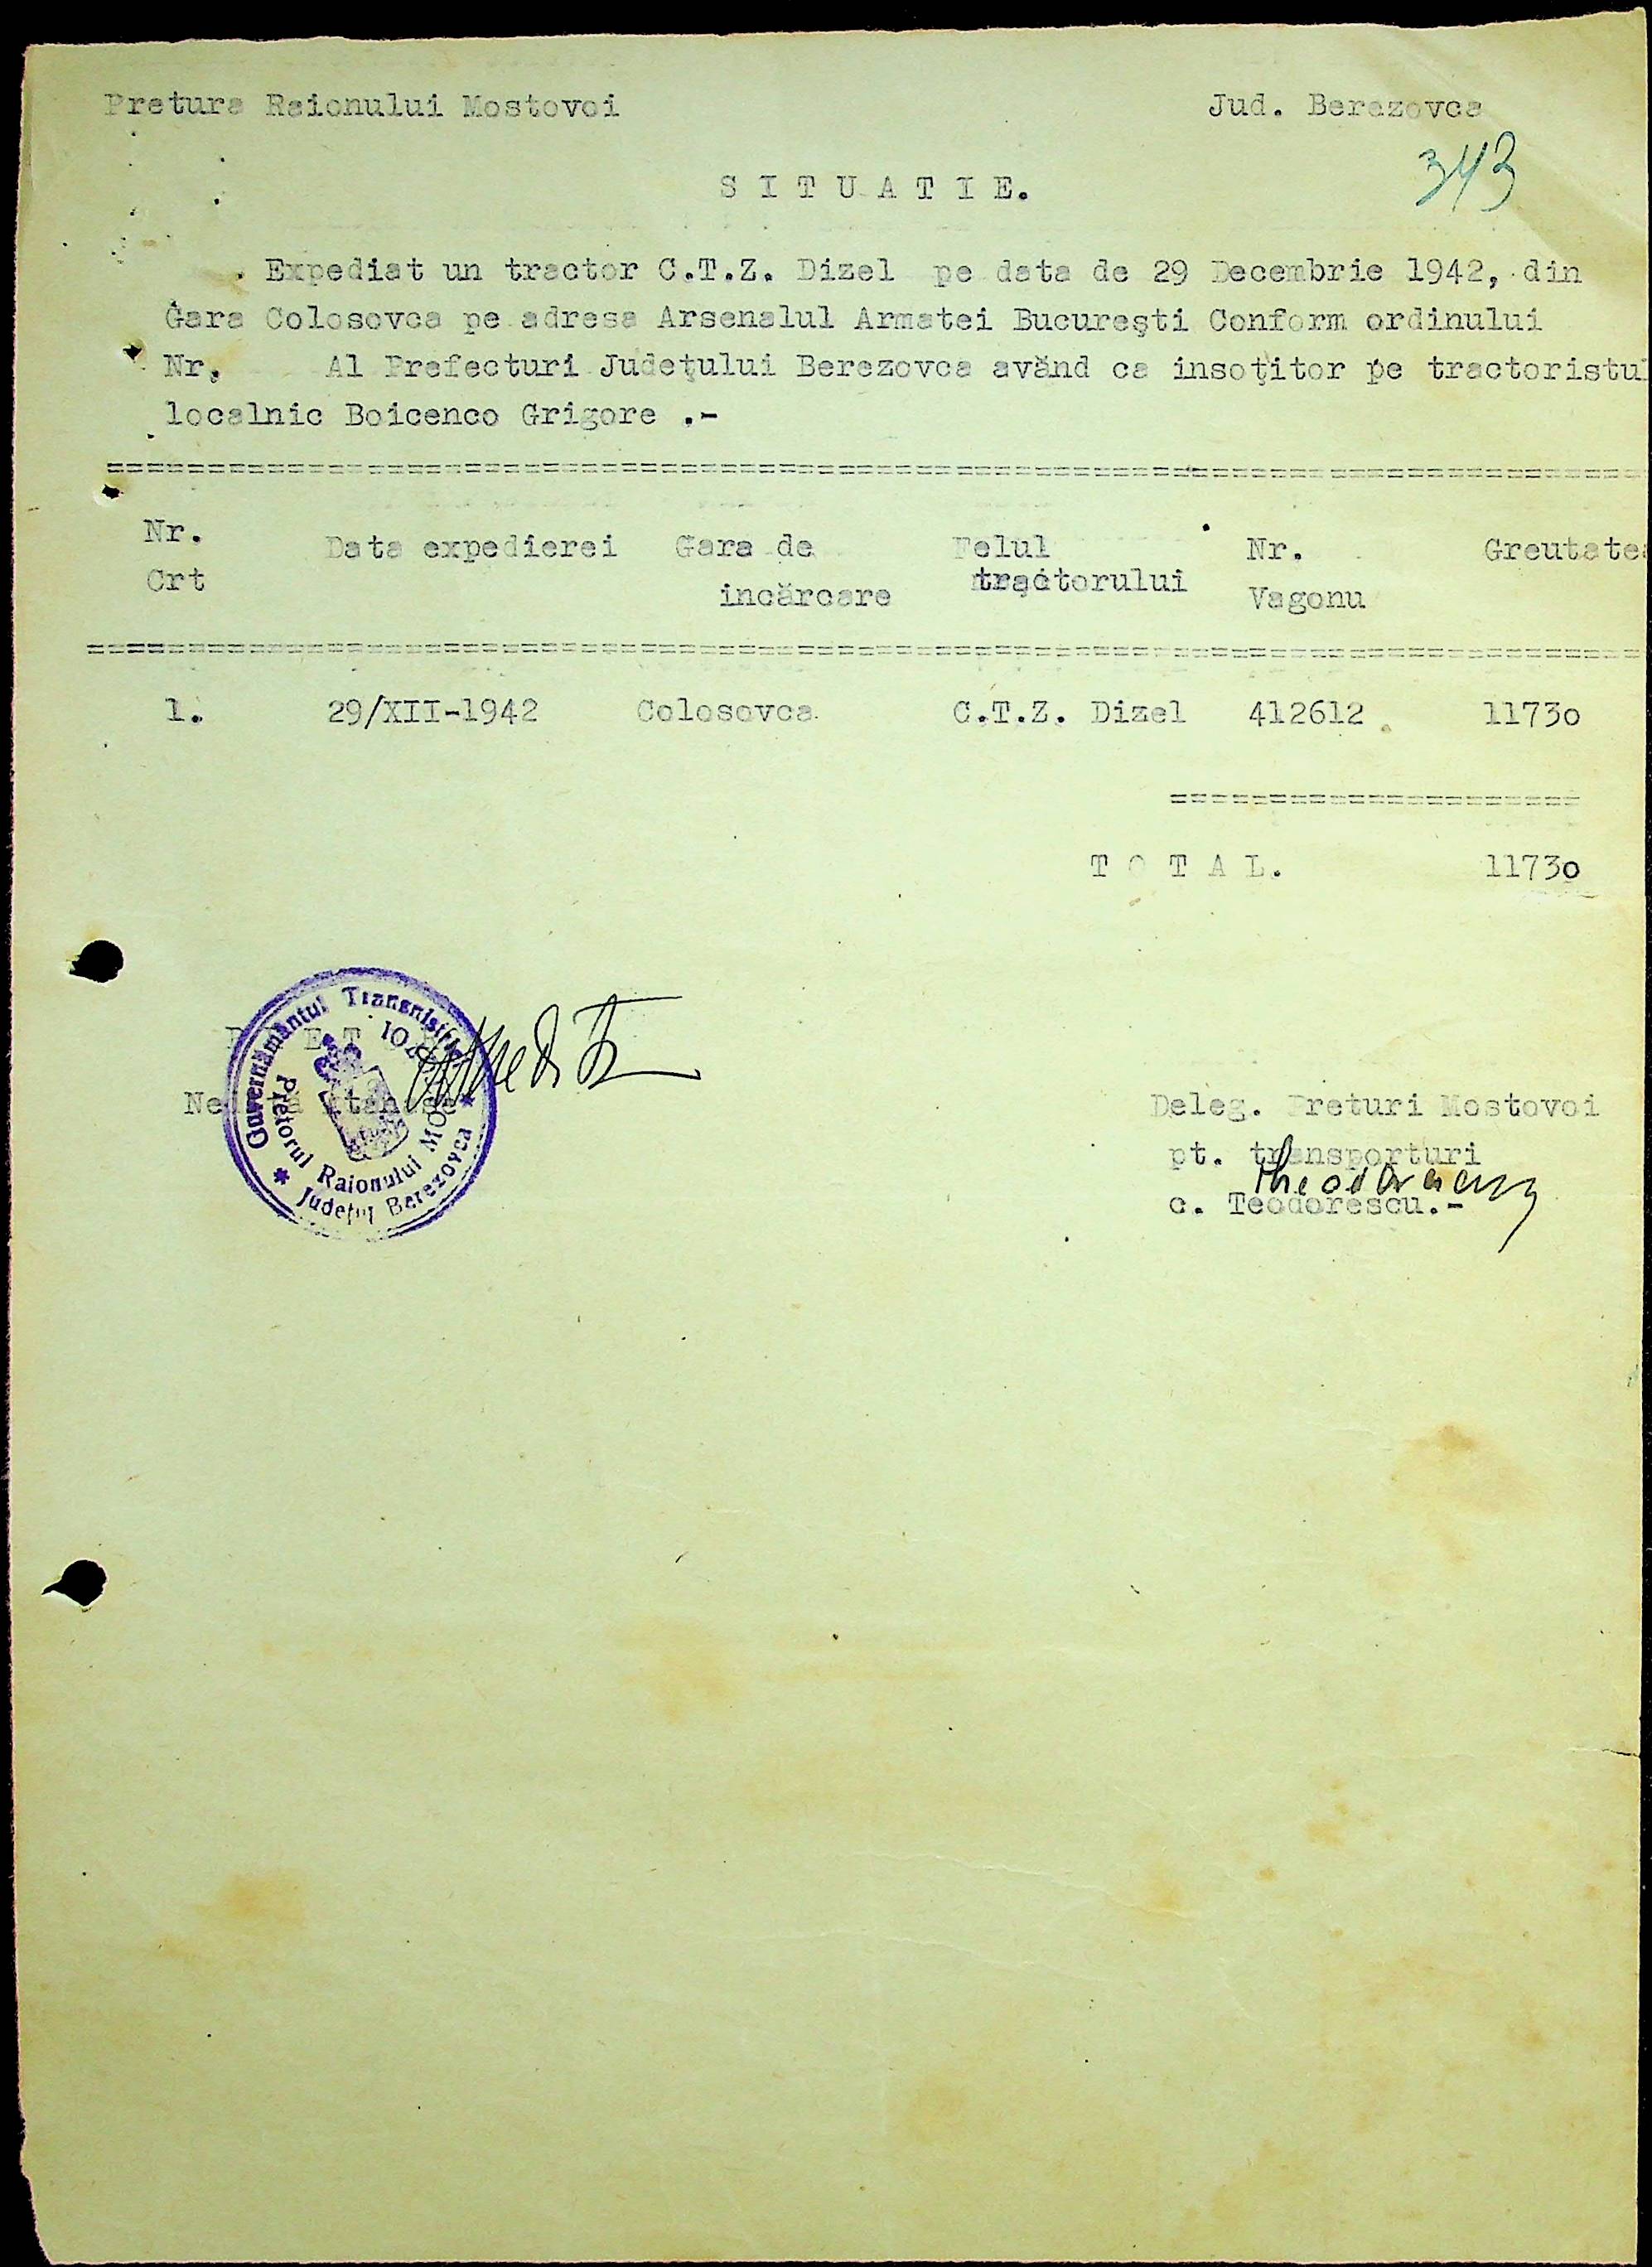 Pretura Raionului Mostovoi Jud. Berezovca
343
S I T U A T I E.
Expediat un tractor C.T.Z. Dizel pe data de 29 Decembrie 1942, din
Gara Colosovca pe adresa Arsenalul Armatei Bucureşti Conform ordinului
Nr. Al Prefecturi Judeţului Berezovca avănd ca insoţitor pe tractoristul
localnic Boicenco Grigore .-
Nr. Crt Data expedierei Gara de incărcare Felul tractorului Nr. Vagonu Greutatea
1. 29/XII-1942 Colosovca C.T.Z. Dizel 412612 1173o
T O T A L. 1173o
Guvernământul Transnistriei
Pretorul Raionului
Judeţul Berezovca
Deleg. Preturi Mostovoi
pt. transporturi
c. Teodorescu.-